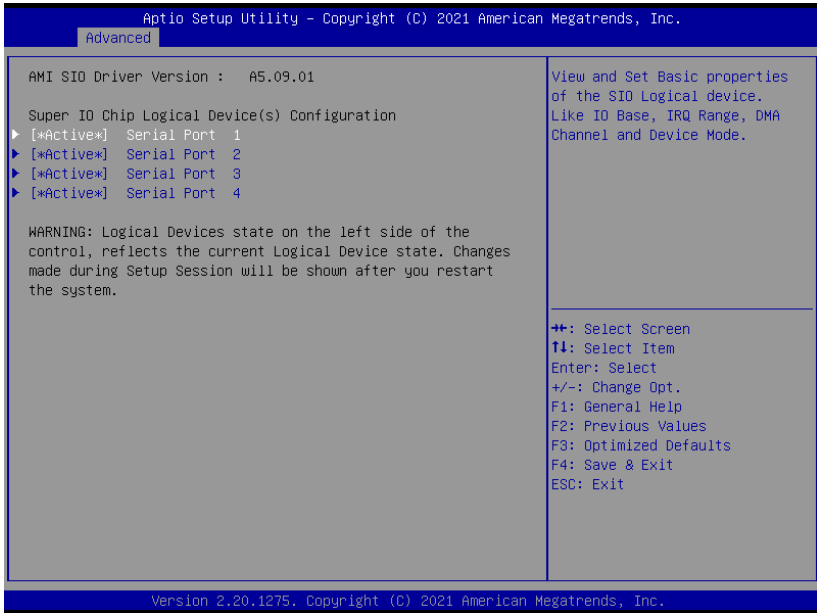 Aptio Setup Utility – Copyright (C) 2021 American Megatrends, Inc.
Advanced
AMI SIO Driver Version : A5.09.01
Super IO Chip Logical Device(s) Configuration
[*Active*] Serial Port 1
[*Active*] Serial Port 2
[*Active*] Serial Port 3
[*Active*] Serial Port 4
WARNING: Logical Devices state on the left side of the
control, reflects the current Logical Device state. Changes
made during Setup Session will be shown after you restart
the system.
View and Set Basic properties
of the SIO Logical device.
Like IO Base, IRQ Range, DMA
Channel and Device Mode.
→←: Select Screen
↑↓: Select Item
Enter: Select
+/-: Change Opt.
F1: General Help
F2: Previous Values
F3: Optimized Defaults
F4: Save & Exit
ESC: Exit
Version 2.20.1275. Copyright (C) 2021 American Megatrends, Inc.